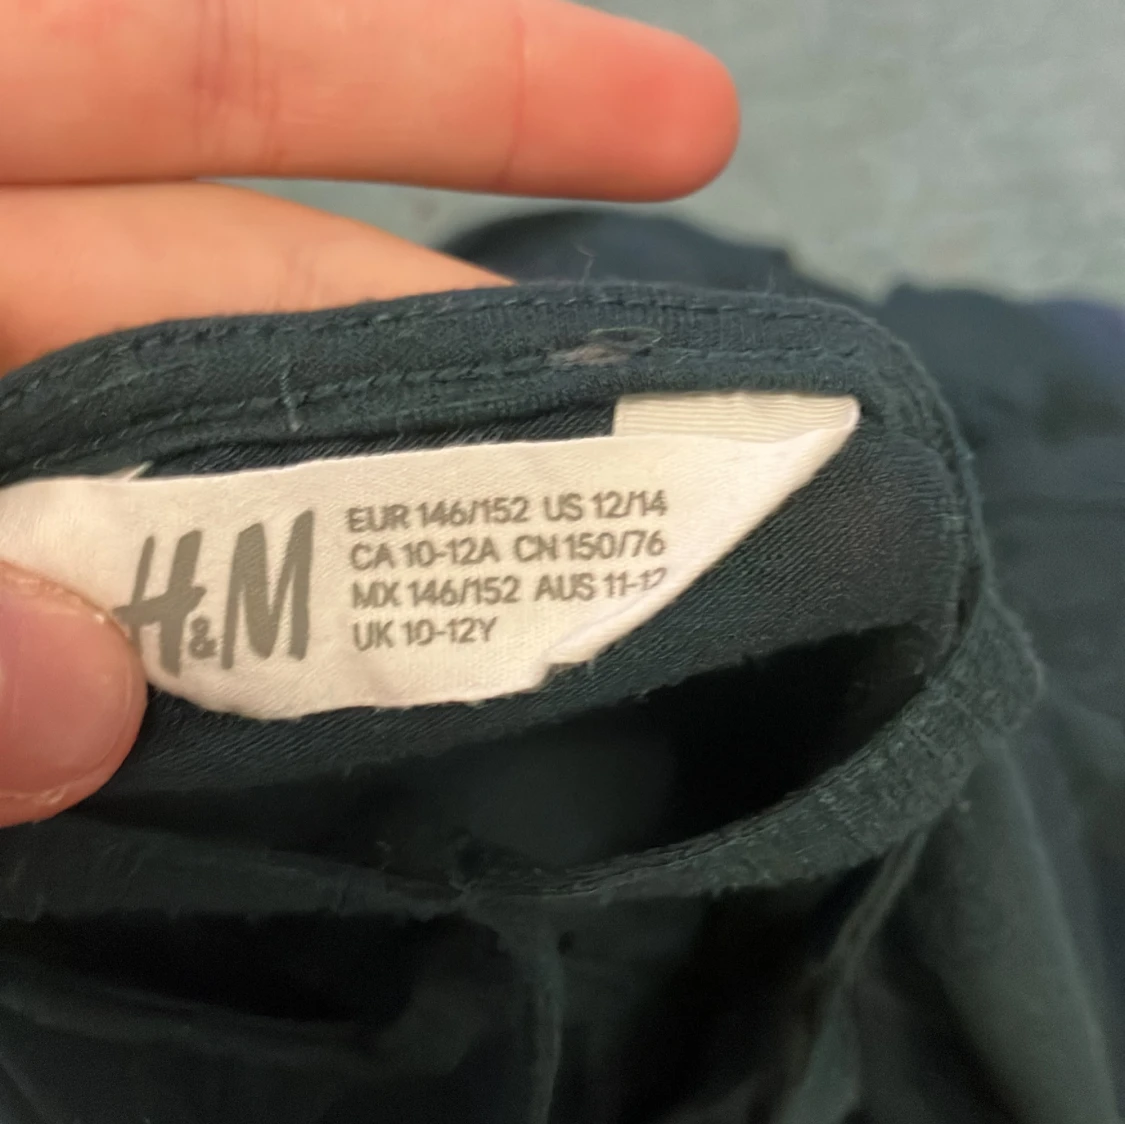 H&M
EUR 146/152 US 12/14
CA 10-12A CN 150/76
MX 146/152 AUS 11-12
UK 10-12Y